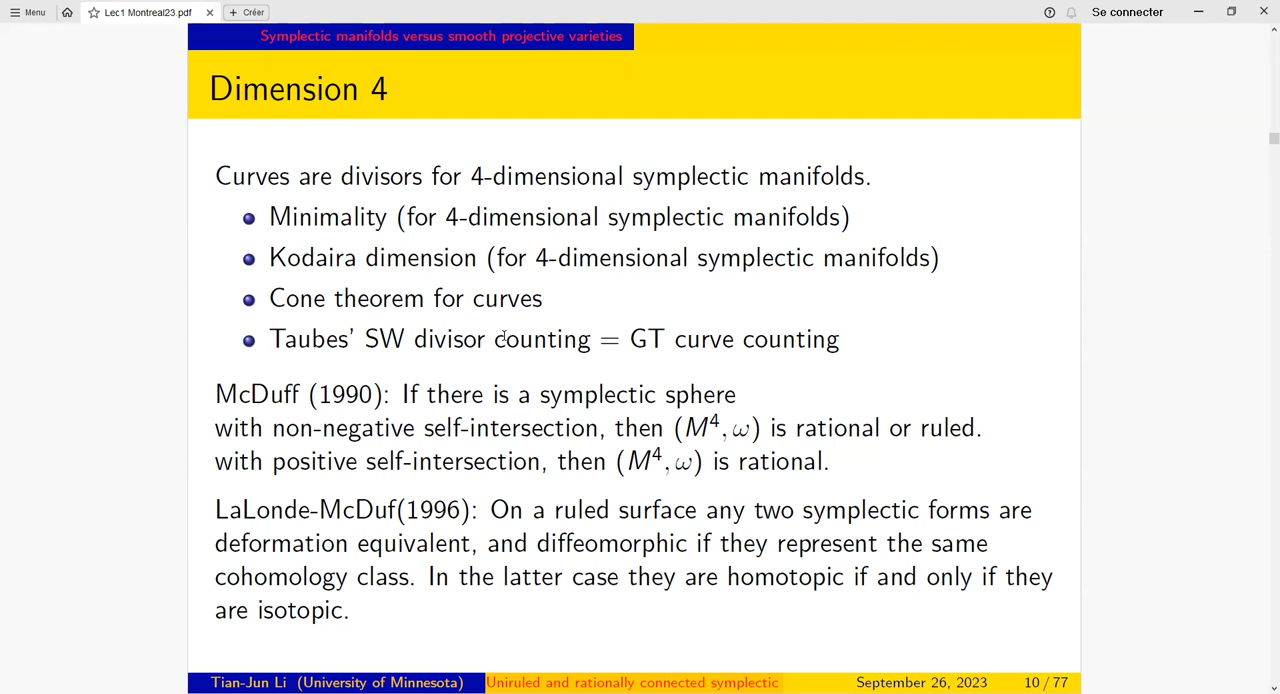 Menu
Lec1 Montreal23.pdf
Créer
Se connecter
Symplectic manifolds versus smooth projective varieties
Dimension 4
Curves are divisors for 4-dimensional symplectic manifolds.
Minimality (for 4-dimensional symplectic manifolds)
Kodaira dimension (for 4-dimensional symplectic manifolds)
Cone theorem for curves
Taubes' SW divisor counting = GT curve counting
McDuff (1990): If there is a symplectic sphere
with non-negative self-intersection, then (M⁴, ω) is rational or ruled.
with positive self-intersection, then (M⁴, ω) is rational.
LaLonde-McDuf(1996): On a ruled surface any two symplectic forms are
deformation equivalent, and diffeomorphic if they represent the same
cohomology class. In the latter case they are homotopic if and only if they
are isotopic.
Tian-Jun Li (University of Minnesota) Uniruled and rationally connected symplectic September 26, 2023 10 / 77